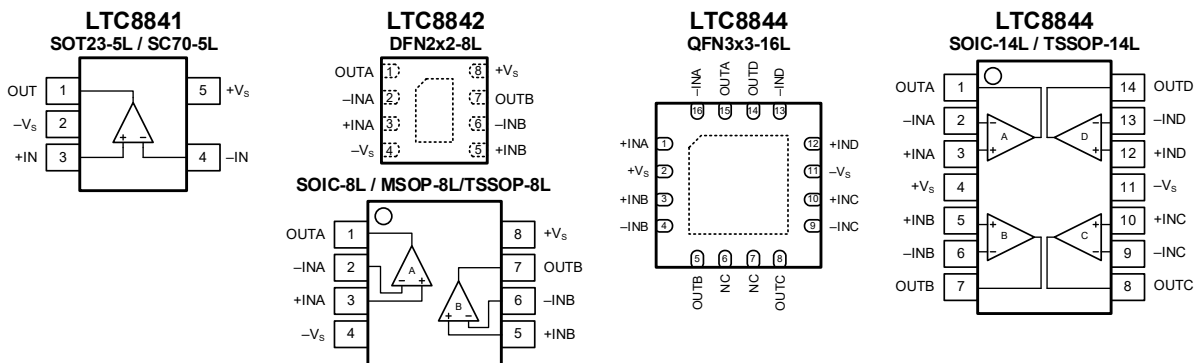 LTC8841
SOT23-5L / SC70-5L
OUT 1 5 +VS
–VS 2
+IN 3 4 –IN
+ –
LTC8842
DFN2x2-8L
OUTA 1 8 +VS
–INA 2 7 OUTB
+INA 3 6 –INB
–VS 4 5 +INB
SOIC-8L / MSOP-8L/TSSOP-8L
OUTA 1 8 +VS
–INA 2 7 OUTB
+INA 3 6 –INB
–VS 4 5 +INB
A
– +
B
+ –
LTC8844
QFN3x3-16L
–INA OUTA OUTD –IND
16 15 14 13
+INA 1 12 +IND
+VS 2 11 –VS
+INB 3 10 +INC
–INB 4 9 –INC
5 6 7 8
OUTB NC NC OUTC
LTC8844
SOIC-14L / TSSOP-14L
OUTA 1 14 OUTD
–INA 2 – – 13 –IND
A D
+INA 3 + + 12 +IND
+VS 4 11 –VS
+INB 5 + + 10 +INC
B C
–INB 6 – – 9 –INC
OUTB 7 8 OUTC